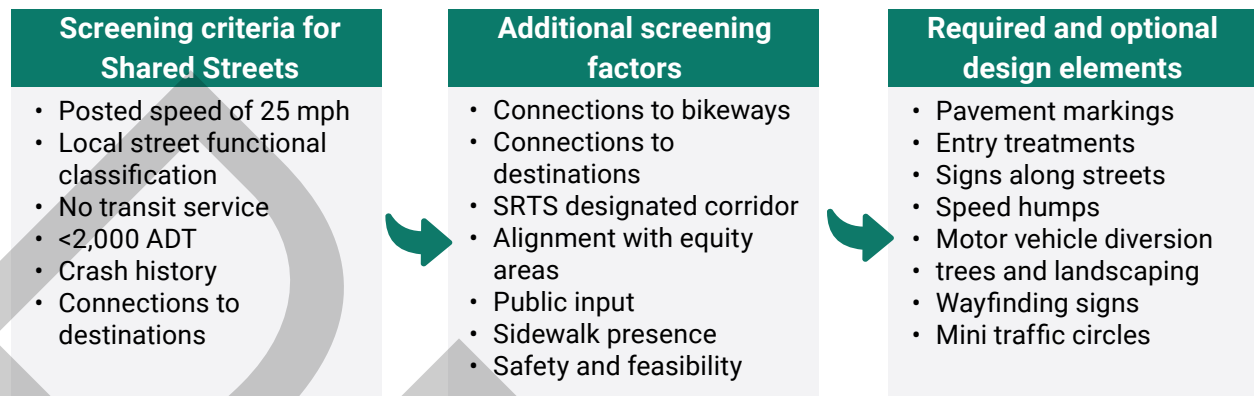 Screening criteria for
Shared Streets
• Posted speed of 25 mph
• Local street functional
classification
• No transit service
• <2,000 ADT
• Crash history
• Connections to
destinations
Additional screening
factors
• Connections to bikeways
• Connections to
destinations
• SRTS designated corridor
• Alignment with equity
areas
• Public input
• Sidewalk presence
• Safety and feasibility
Required and optional
design elements
• Pavement markings
• Entry treatments
• Signs along streets
• Speed humps
• Motor vehicle diversion
• trees and landscaping
• Wayfinding signs
• Mini traffic circles